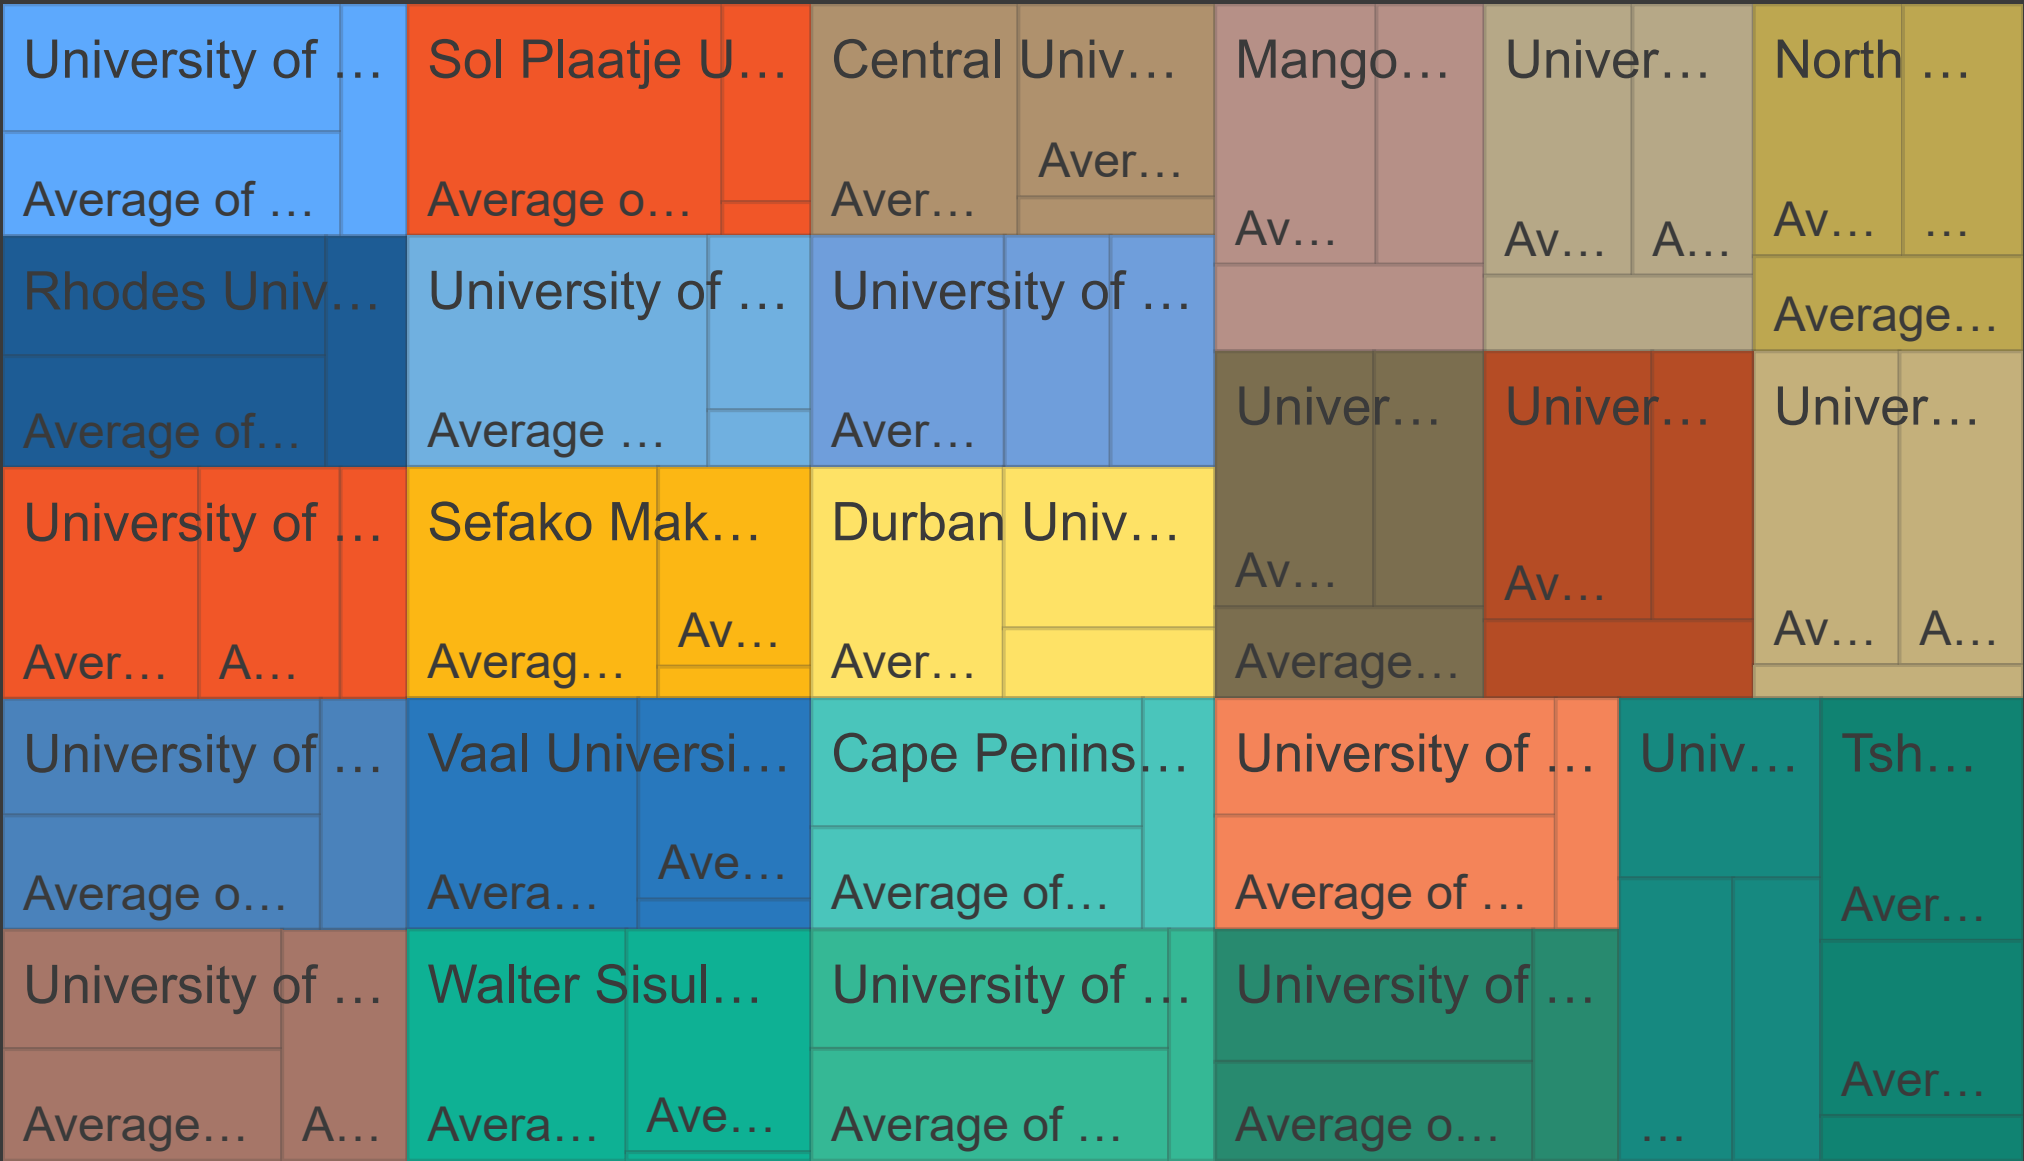 University of …
Average of …
Sol Plaatje U…
Average o…
Central Univ…
Aver…
Aver…
Mango…
Av…
Univer…
Av…
A…
North …
Av…
…
Average…
Rhodes Univ…
Average of…
University of …
Average …
University of …
Aver…
Univer…
Av…
Average…
Univer…
Av…
Univer…
Av…
A…
University of …
Aver…
A…
Sefako Mak…
Averag…
Av…
Durban Univ…
Aver…
University of …
Average o…
Vaal Universi…
Avera…
Ave…
Cape Penins…
Average of…
University of …
Average of …
Univ…
…
Tsh…
Aver…
Aver…
University of …
Average…
A…
Walter Sisul…
Avera…
Ave…
University of …
Average of …
University of …
Average o…